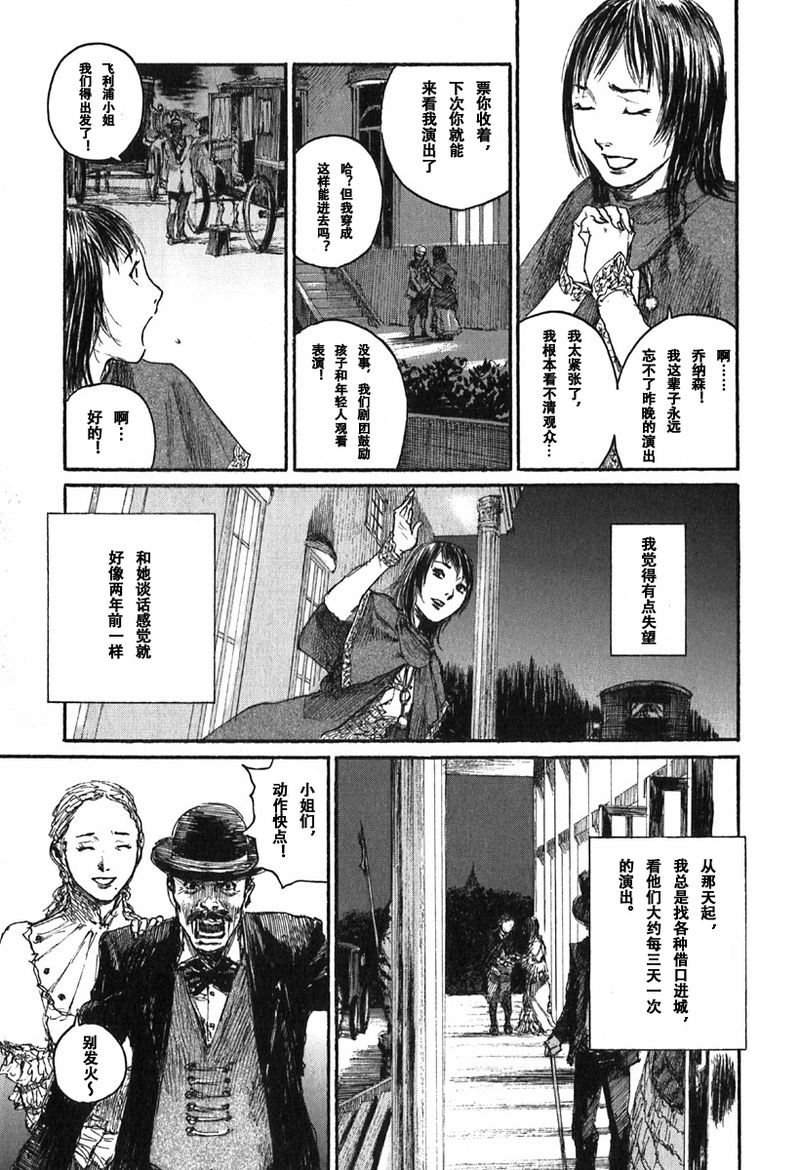 啊……
乔纳森！
我这辈子永远
忘不了昨晚的演出
我太紧张了，
我根本看不清观众…
票你收着，
下次你就能
来看我演出了
哈？但我穿成
这样能进去吗？
没事，我们剧团鼓励
孩子和年轻人观看
表演！
飞利浦小姐
我们得出发了！
啊…
好的！
我觉得有点失望
和她谈话感觉就
好像两年前一样
从那天起，
我总是找各种借口进城，
看他们大约每三天一次
的演出。
小姐们，
动作快点！
别发火～